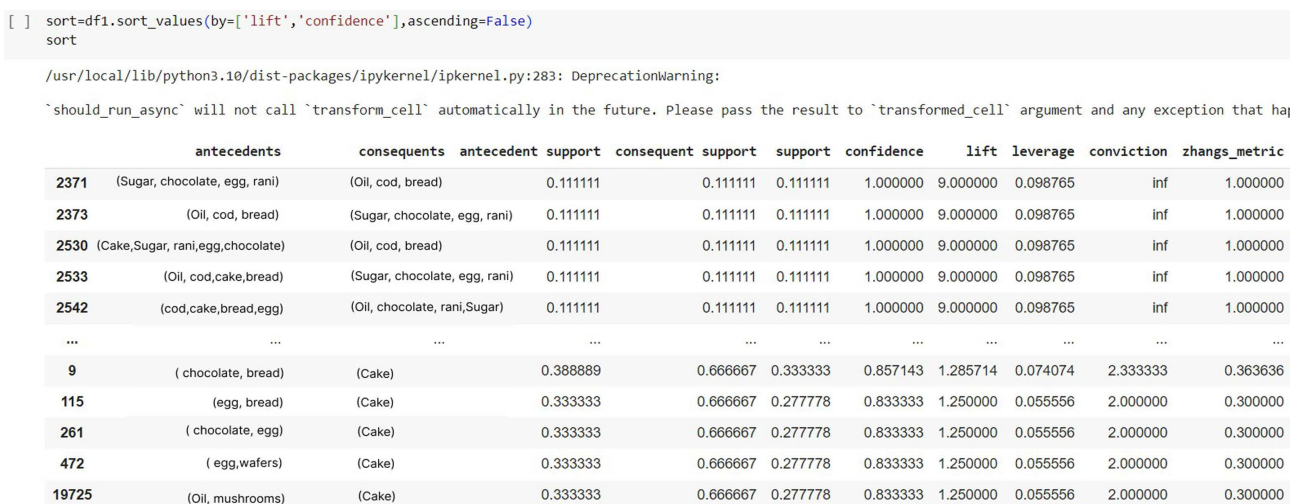 [ ] sort=df1.sort_values(by=['lift','confidence'],ascending=False)
sort
/usr/local/lib/python3.10/dist-packages/ipykernel/ipkernel.py:283: DeprecationWarning:
`should_run_async` will not call `transform_cell` automatically in the future. Please pass the result to `transformed_cell` argument and any exception that hap
antecedents consequents antecedent support consequent support support confidence lift leverage conviction zhangs_metric
2371 (Sugar, chocolate, egg, rani) (Oil, cod, bread) 0.111111 0.111111 0.111111 1.000000 9.000000 0.098765 inf 1.000000
2373 (Oil, cod, bread) (Sugar, chocolate, egg, rani) 0.111111 0.111111 0.111111 1.000000 9.000000 0.098765 inf 1.000000
2530 (Cake,Sugar, rani,egg,chocolate) (Oil, cod, bread) 0.111111 0.111111 0.111111 1.000000 9.000000 0.098765 inf 1.000000
2533 (Oil, cod,cake,bread) (Sugar, chocolate, egg, rani) 0.111111 0.111111 0.111111 1.000000 9.000000 0.098765 inf 1.000000
2542 (cod,cake,bread,egg) (Oil, chocolate, rani,Sugar) 0.111111 0.111111 0.111111 1.000000 9.000000 0.098765 inf 1.000000
... ... ... ... ... ... ... ... ... ... ...
9 ( chocolate, bread) (Cake) 0.388889 0.666667 0.333333 0.857143 1.285714 0.074074 2.333333 0.363636
115 (egg, bread) (Cake) 0.333333 0.666667 0.277778 0.833333 1.250000 0.055556 2.000000 0.300000
261 ( chocolate, egg) (Cake) 0.333333 0.666667 0.277778 0.833333 1.250000 0.055556 2.000000 0.300000
472 ( egg,wafers) (Cake) 0.333333 0.666667 0.277778 0.833333 1.250000 0.055556 2.000000 0.300000
19725 (Oil, mushrooms) (Cake) 0.333333 0.666667 0.277778 0.833333 1.250000 0.055556 2.000000 0.300000